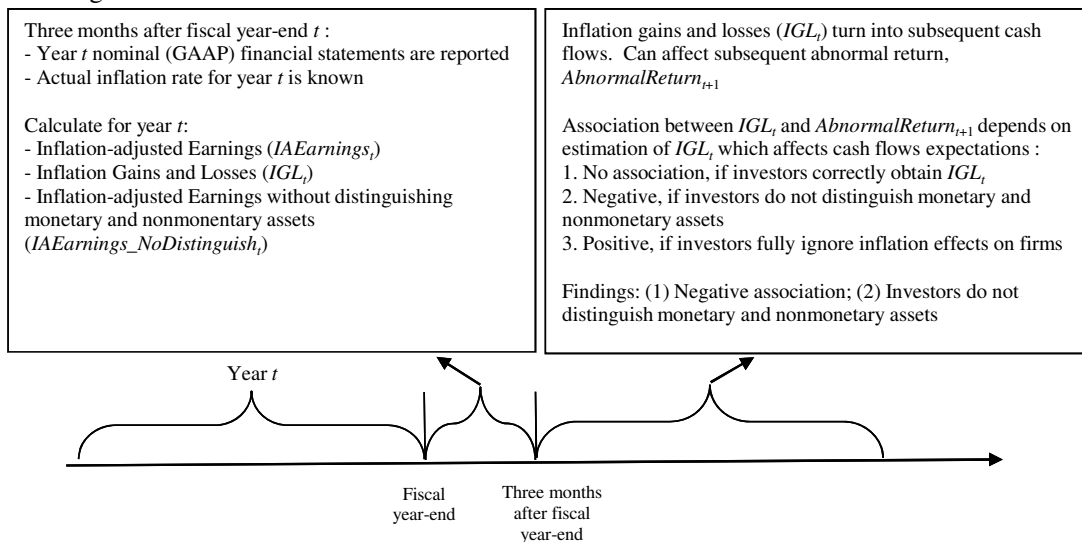 Three months after fiscal year-end t :
- Year t nominal (GAAP) financial statements are reported
- Actual inflation rate for year t is known
Calculate for year t:
- Inflation-adjusted Earnings (IAEarningst)
- Inflation Gains and Losses (IGLt)
- Inflation-adjusted Earnings without distinguishing
monetary and nonmonentary assets
(IAEarnings_NoDistinguisht)
Inflation gains and losses (IGLt) turn into subsequent cash
flows. Can affect subsequent abnormal return,
AbnormalReturnt+1
Association between IGLt and AbnormalReturnt+1 depends on
estimation of IGLt which affects cash flows expectations :
1. No association, if investors correctly obtain IGLt
2. Negative, if investors do not distinguish monetary and
nonmonetary assets
3. Positive, if investors fully ignore inflation effects on firms
Findings: (1) Negative association; (2) Investors do not
distinguish monetary and nonmonetary assets
Year t
Fiscal
year-end
Three months
after fiscal
year-end